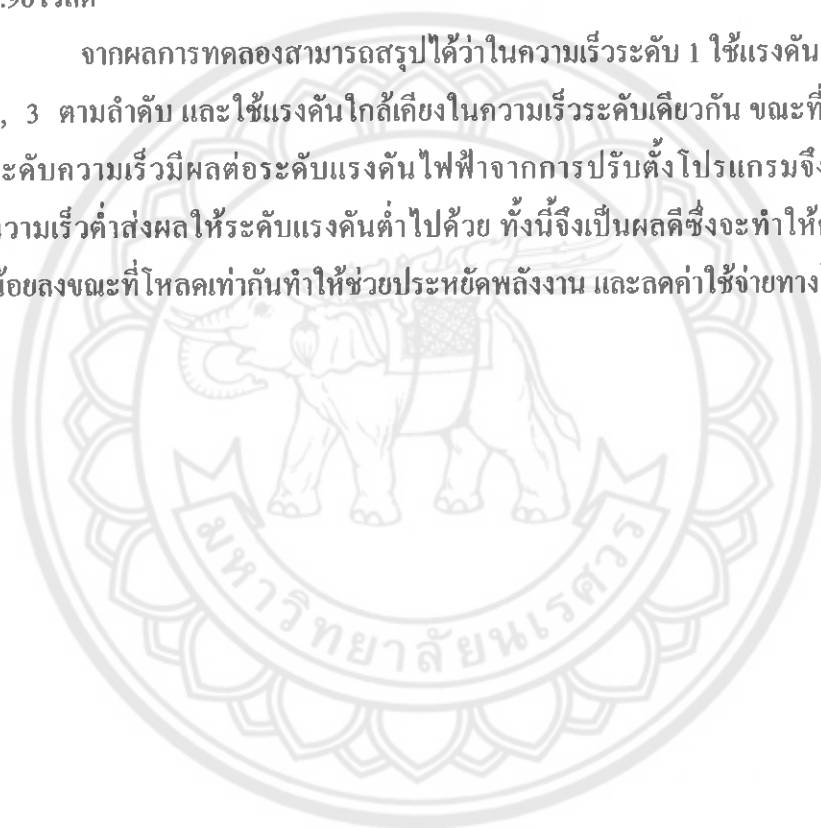 .96 โวลต์
จากผลการทดลองสามารถสรุปได้ว่าในความเร็วระดับ 1 ใช้แรงดัน
, 3 ตามลำดับ และใช้แรงดันใกล้เคียงในความเร็วระดับเดียวกัน ขณะที่
ะดับความเร็วมีผลต่อระดับแรงดันไฟฟ้าจากการปรับตั้งโปรแกรมจึง
วามเร็วต่ำส่งผลให้ระดับแรงดันต่ำไปด้วย ทั้งนี้จึงเป็นผลดีซึ่งจะทำให้
น้อยลงขณะที่โหลดเท่ากันทำให้ช่วยประหยัดพลังงาน และลดค่าใช้จ่ายทาง
มหาวิทยาลัยนเรศวร